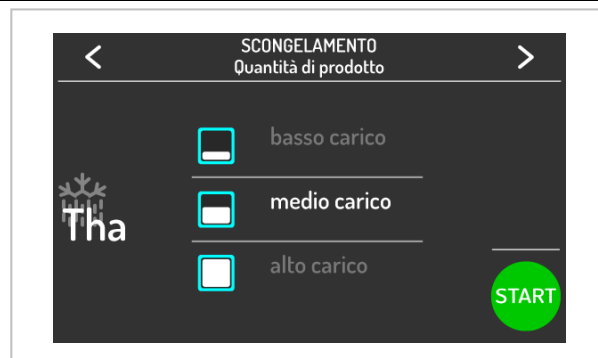 SCONGELAMENTO
Quantità di prodotto
basso carico
medio carico
Tha
alto carico
START